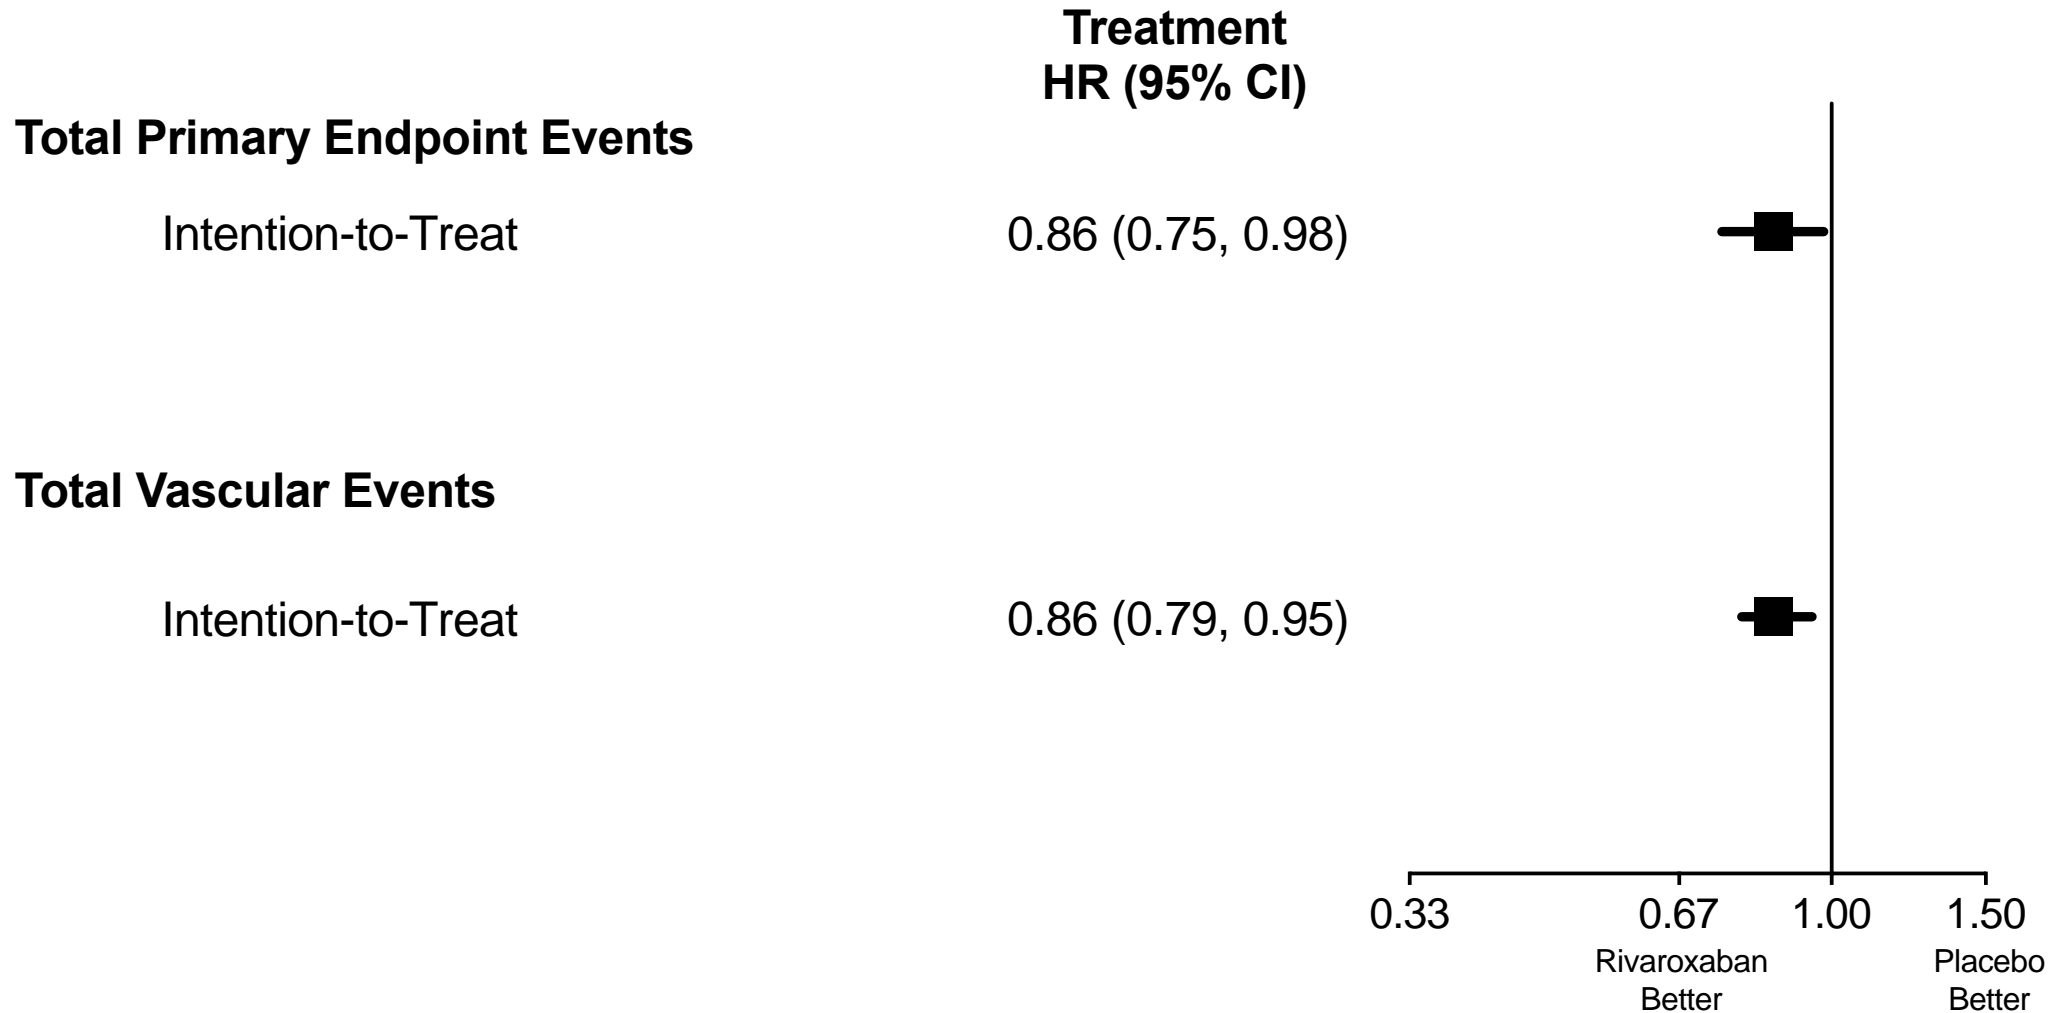 Treatment
HR (95% CI)
Total Primary Endpoint Events
Intention-to-Treat 0.86 (0.75, 0.98)
Total Vascular Events
Intention-to-Treat 0.86 (0.79, 0.95)
0.33 0.67 1.00 1.50
Rivaroxaban Placebo
Better Better